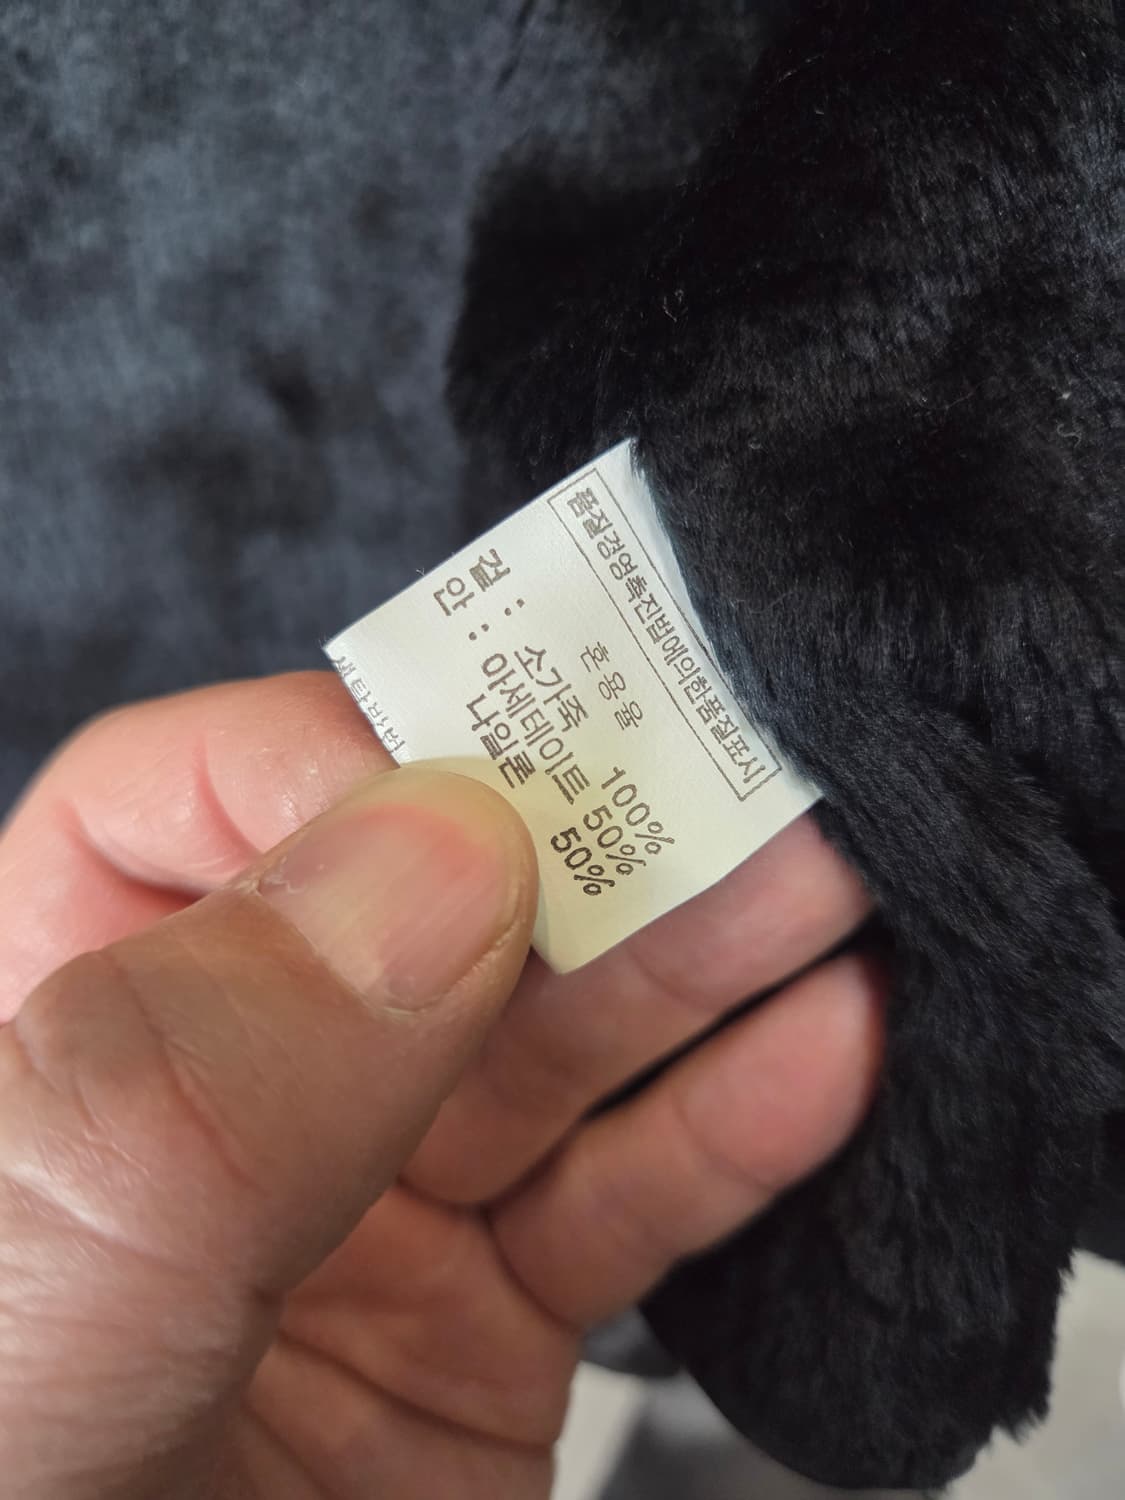 품질경영촉진법에의한품질표시
혼용율
겉 : 소가죽 100%
안 : 아세테이트 50%
나일론 50%